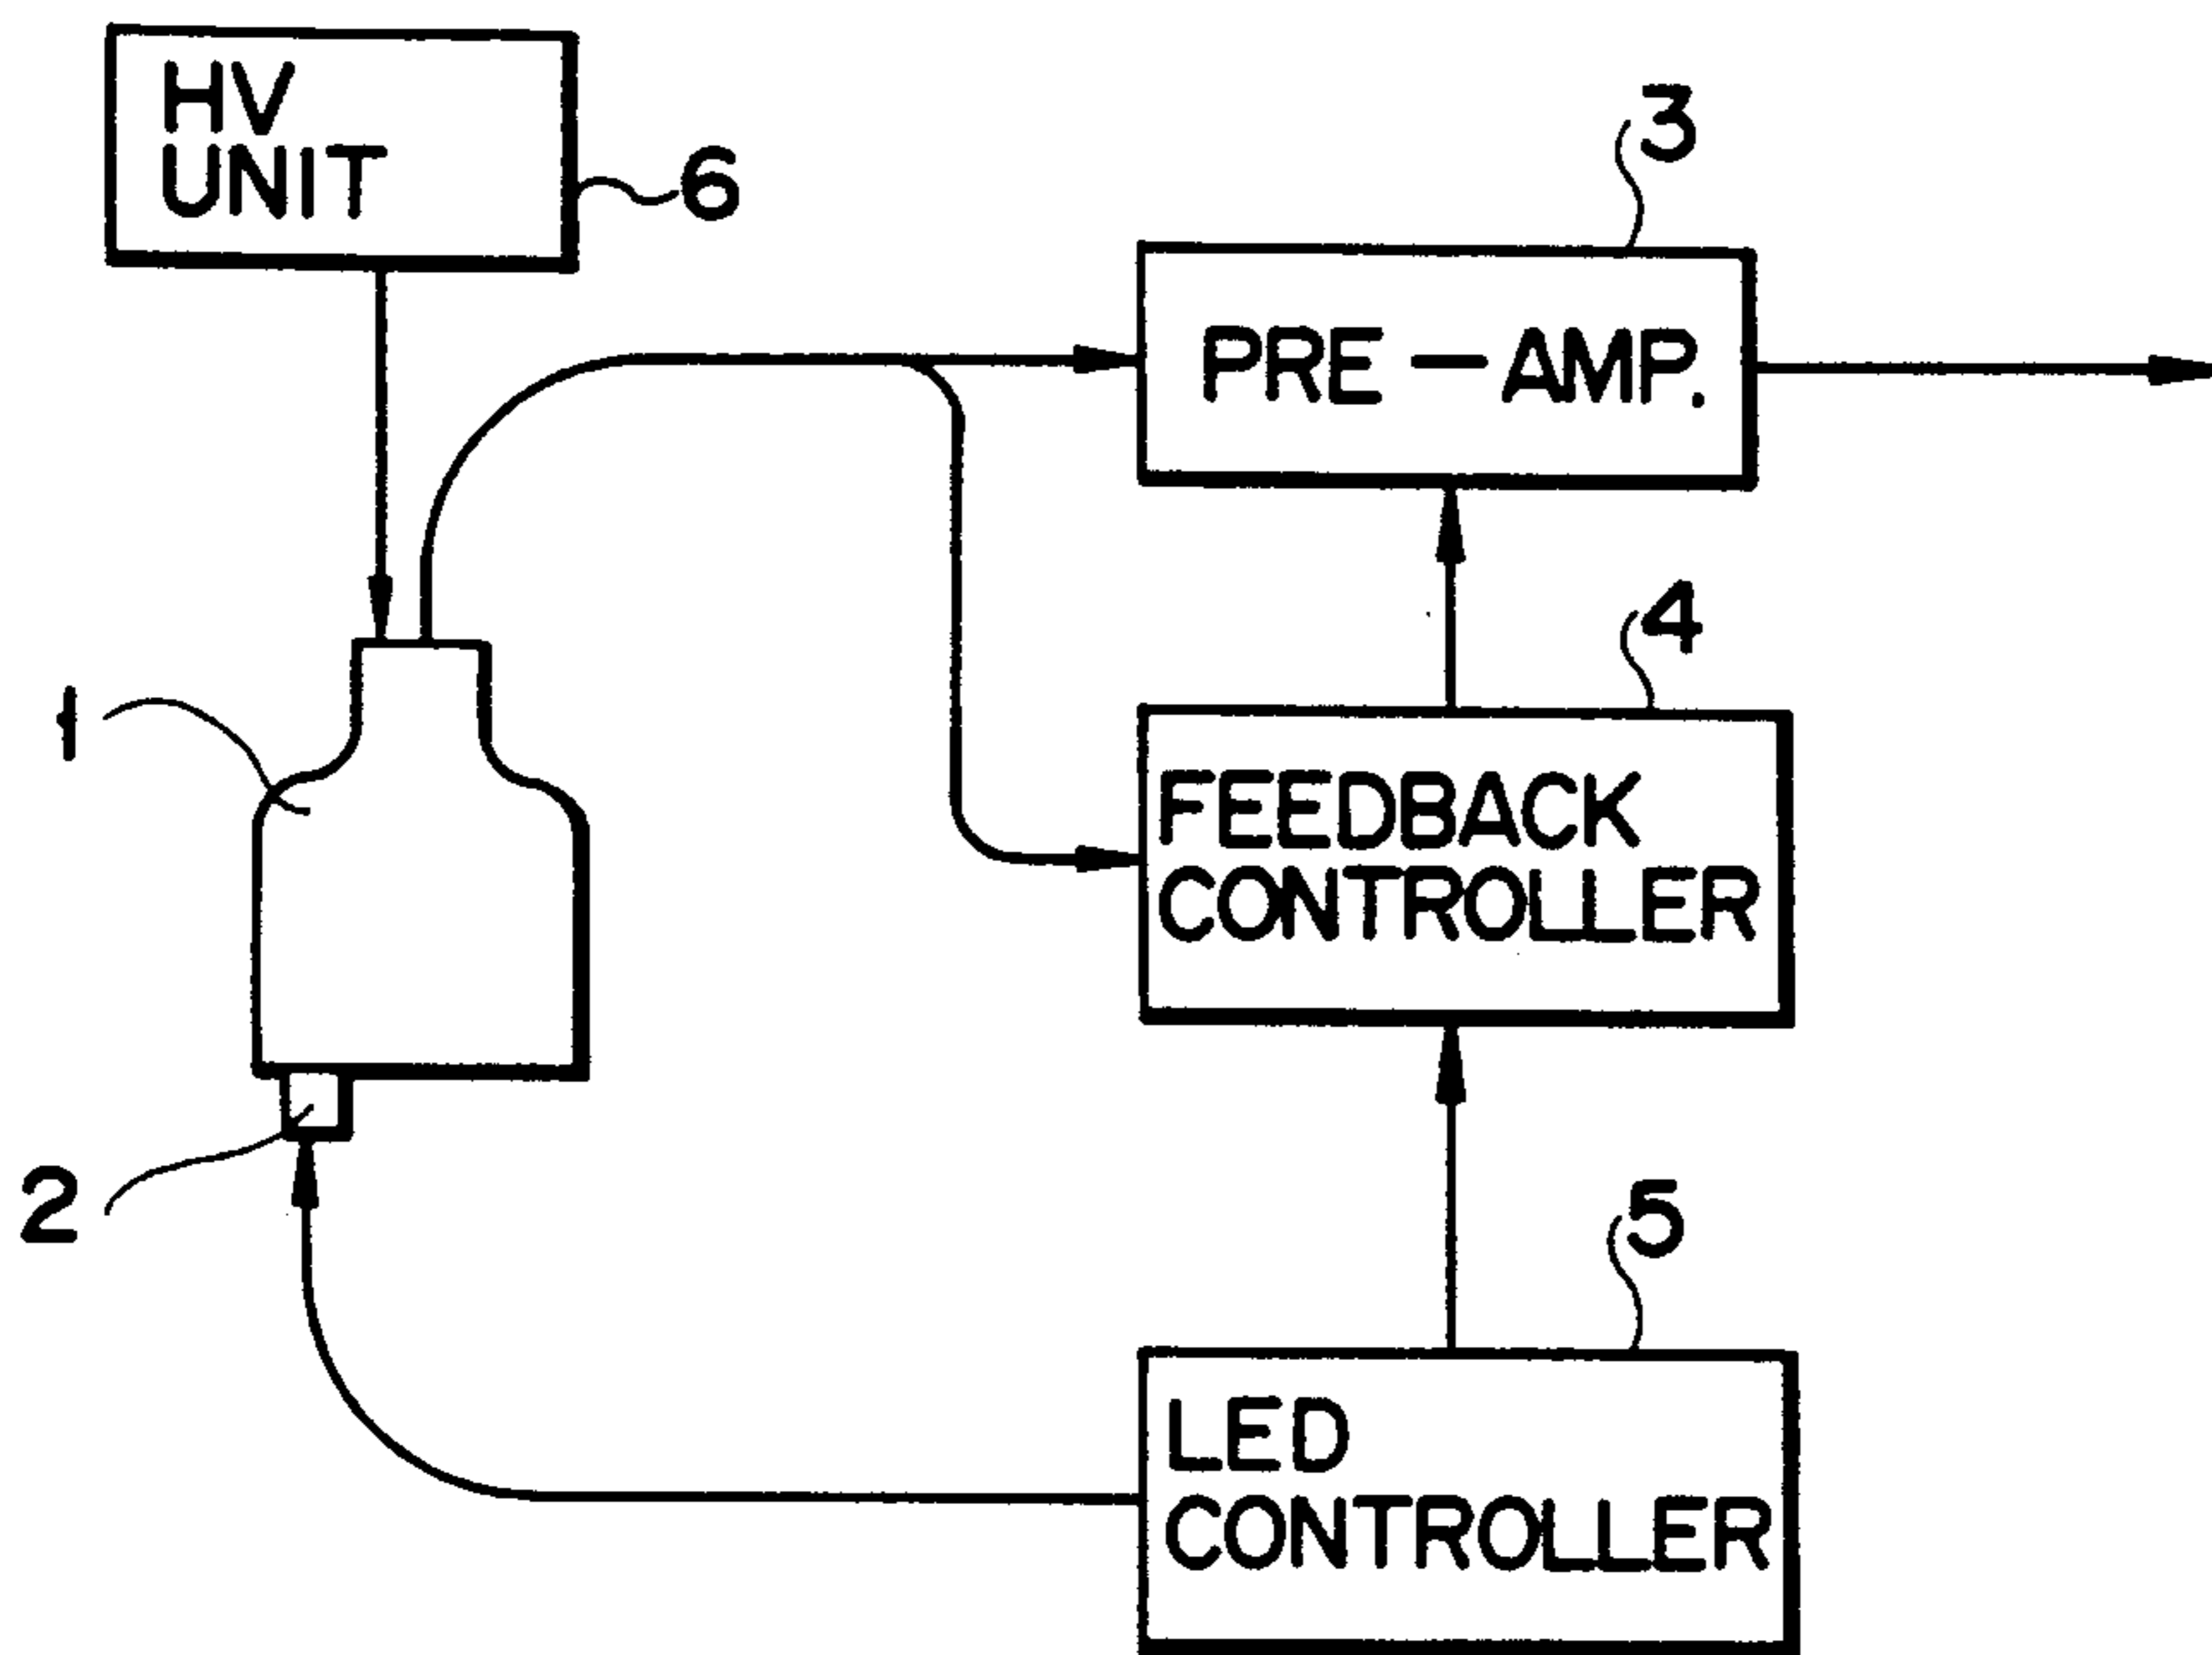 HV
UNIT
6
3
PRE-AMP.
4
1
FEEDBACK
CONTROLLER
2
5
LED
CONTROLLER